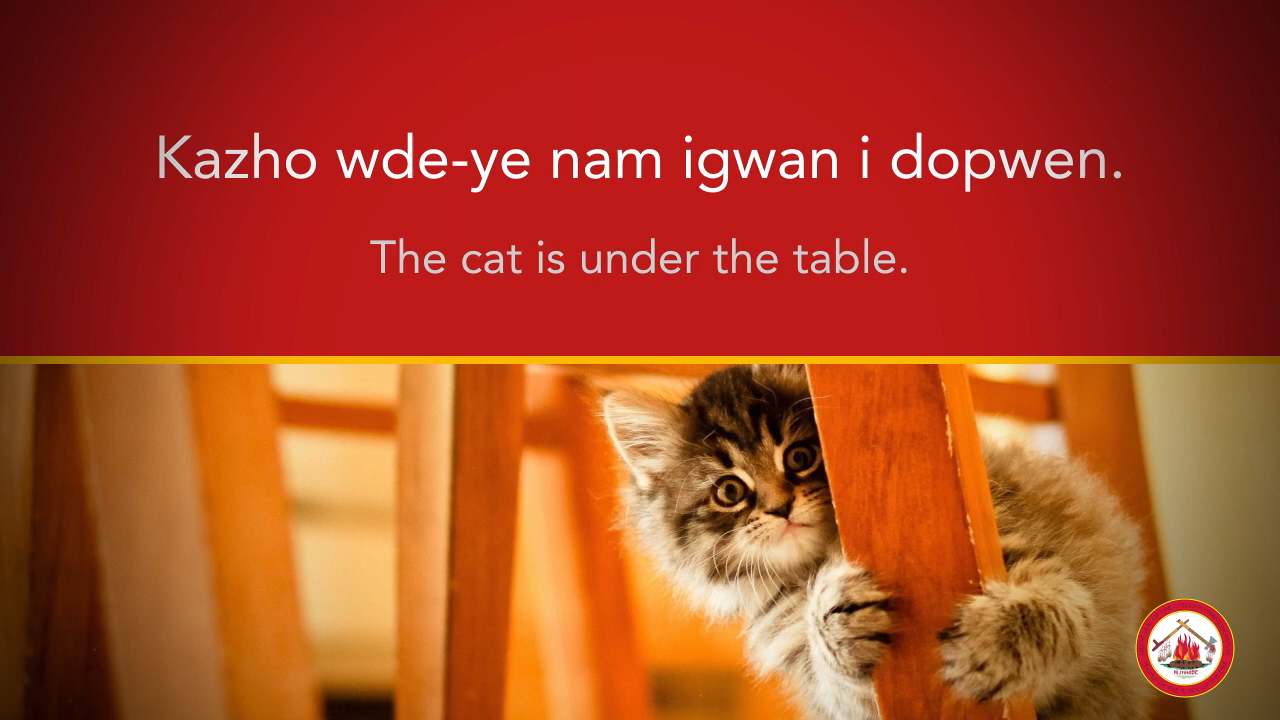 Kazho wde-ye nam igwan i dopwen.
The cat is under the table.